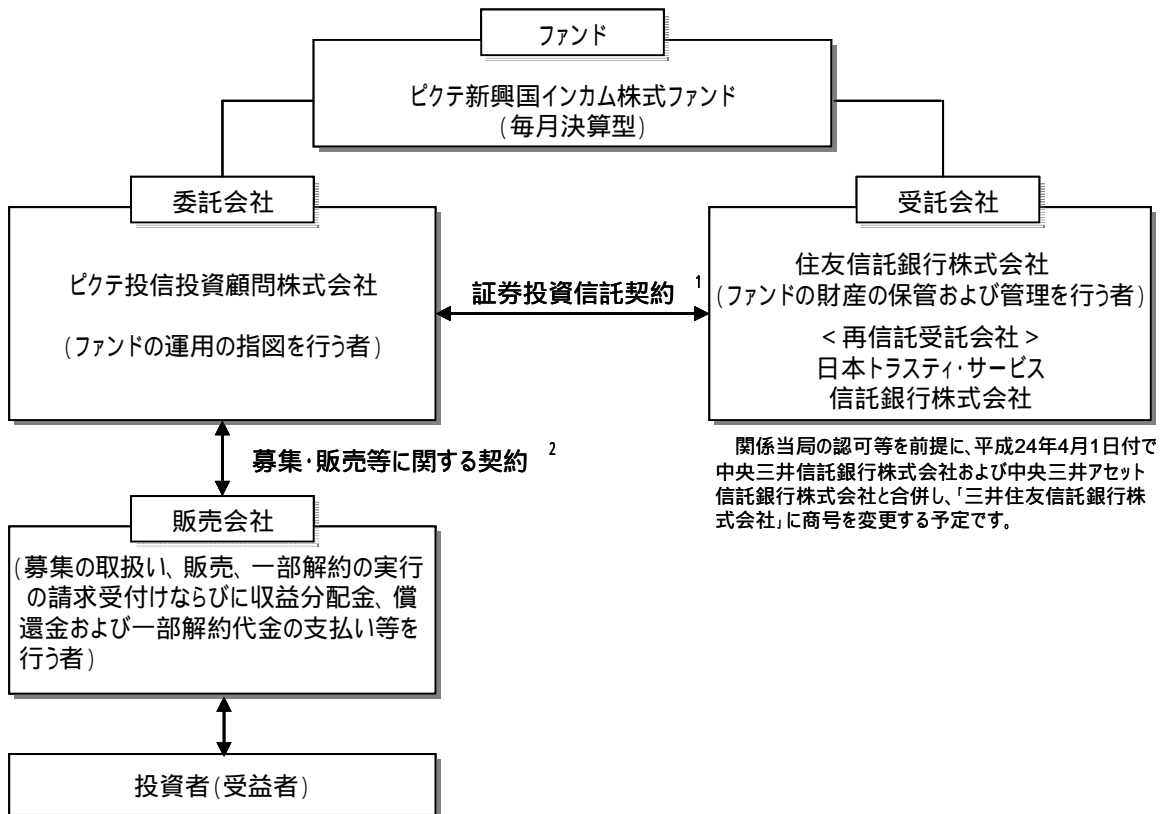 ファンド
ピクテ新興国インカム株式ファンド
(毎月決算型)
委託会社
ピクテ投信投資顧問株式会社
(ファンドの運用の指図を行う者)
証券投資信託契約 1
受託会社
住友信託銀行株式会社
(ファンドの財産の保管および管理を行う者)
<再信託受託会社>
日本トラスティ・サービス
信託銀行株式会社
関係当局の認可等を前提に、平成24年4月1日付で
中央三井信託銀行株式会社および中央三井アセット
信託銀行株式会社と合併し、「三井住友信託銀行株
式会社」に商号を変更する予定です。
募集・販売等に関する契約 2
販売会社
(募集の取扱い、販売、一部解約の実行
の請求受付けならびに収益分配金、償
還金および一部解約代金の支払い等を
行う者)
投資者(受益者)